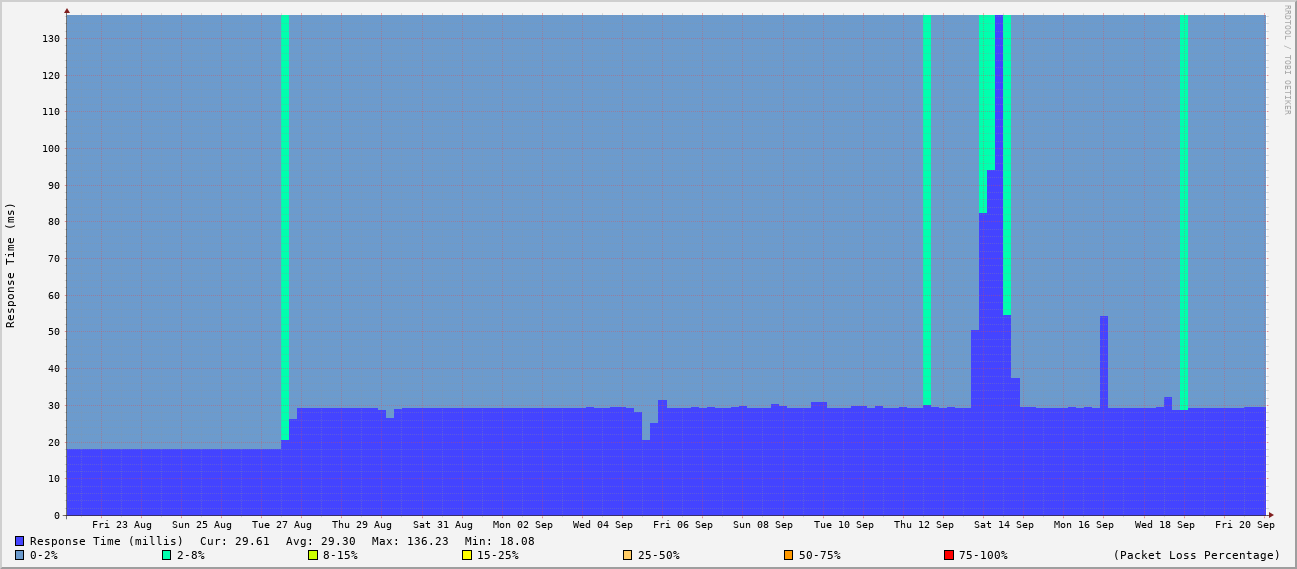 RRDTOOL / TOBI OETIKER
Response Time (ms)
130
120
110
100
90
80
70
60
50
40
30
20
10
0
Fri 23 Aug Sun 25 Aug Tue 27 Aug Thu 29 Aug Sat 31 Aug Mon 02 Sep Wed 04 Sep Fri 06 Sep Sun 08 Sep Tue 10 Sep Thu 12 Sep Sat 14 Sep Mon 16 Sep Wed 18 Sep Fri 20 Sep
Response Time (millis) Cur: 29.61 Avg: 29.30 Max: 136.23 Min: 18.08
0-2% 2-8% 8-15% 15-25% 25-50% 50-75% 75-100% (Packet Loss Percentage)